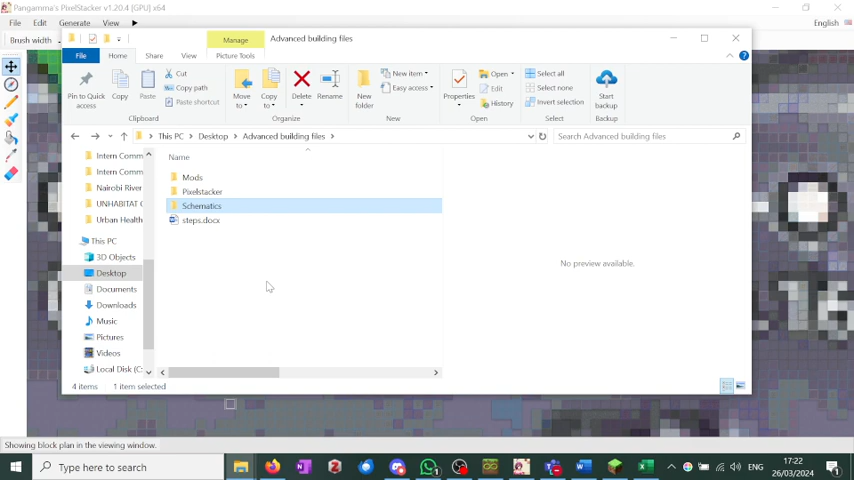 Pangamma's PixelStacker v1.20.4 [GPU] x64
File Edit Generate View
English
Brush width
Manage
Advanced building files
File Home Share View Picture Tools
Pin to Quick access
Copy
Paste
Cut
Copy path
Paste shortcut
Move to
Copy to
Delete
Rename
New folder
New item
Easy access
Properties
Open
Edit
History
Select all
Select none
Invert selection
Start backup
Clipboard Organize New Open Select Backup
This PC Desktop Advanced building files
Search Advanced building files
Name
Intern Comm
Intern Comm
Nairobi River
UNHABITAT C
Urban Health
This PC
3D Objects
Desktop
Documents
Downloads
Music
Pictures
Videos
Local Disk (C:
Mods
Pixelstacker
Schematics
steps.docx
No preview available.
4 items 1 item selected
Showing block plan in the viewing window.
Type here to search
ENG
17:22
26/03/2024